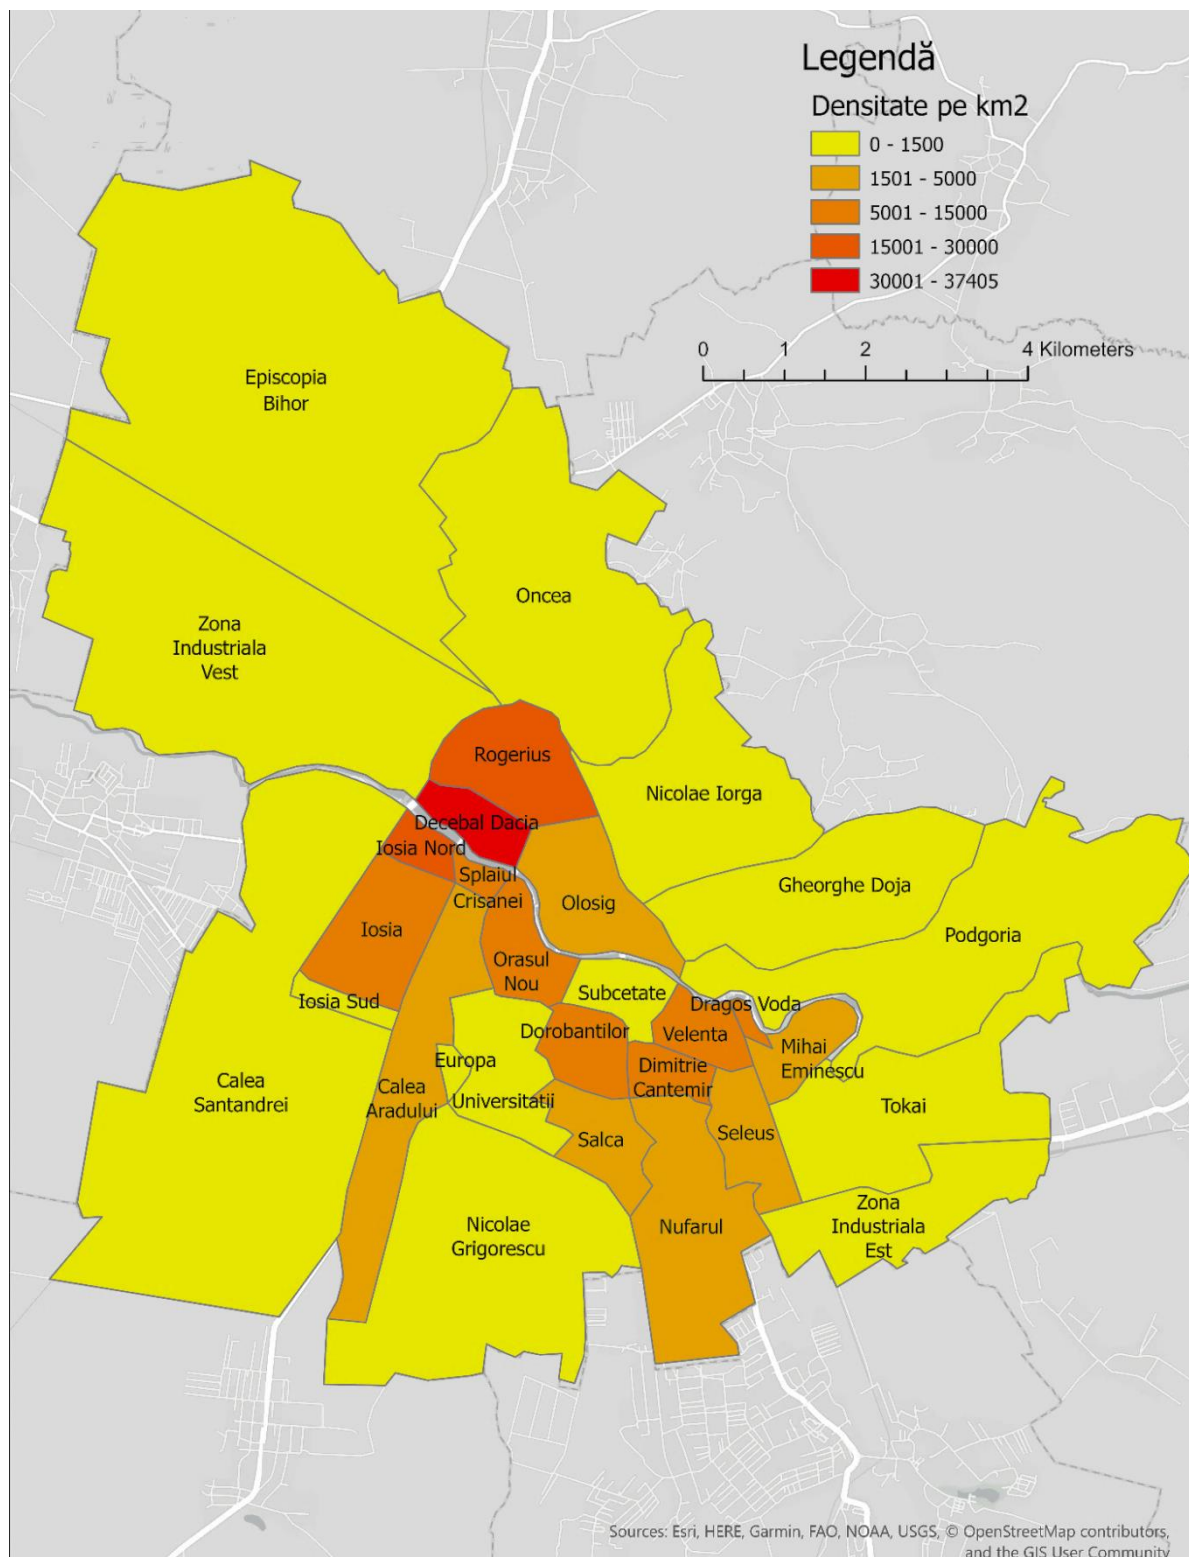 Legendă
Densitate pe km2
0 - 1500
1501 - 5000
5001 - 15000
15001 - 30000
30001 - 37405
0 1 2 4 Kilometers
Episcopia
Bihor
Oncea
Zona
Industriala
Vest
Rogerius
Nicolae Iorga
Decebal Dacia
Iosia Nord
Splaiul
Crisanei
Gheorghe Doja
Olosig
Iosia
Podgoria
Orasul
Nou
Subcetate
Iosia Sud
Dragos Voda
Dorobantilor
Velenta
Mihai
Eminescu
Europa
Dimitrie
Cantemir
Calea
Santandrei
Calea
Aradului
Universitatii
Tokai
Salca
Seleus
Zona
Industriala
Est
Nicolae
Grigorescu
Nufarul
Sources: Esri, HERE, Garmin, FAO, NOAA, USGS, © OpenStreetMap contributors,
and the GIS User Community